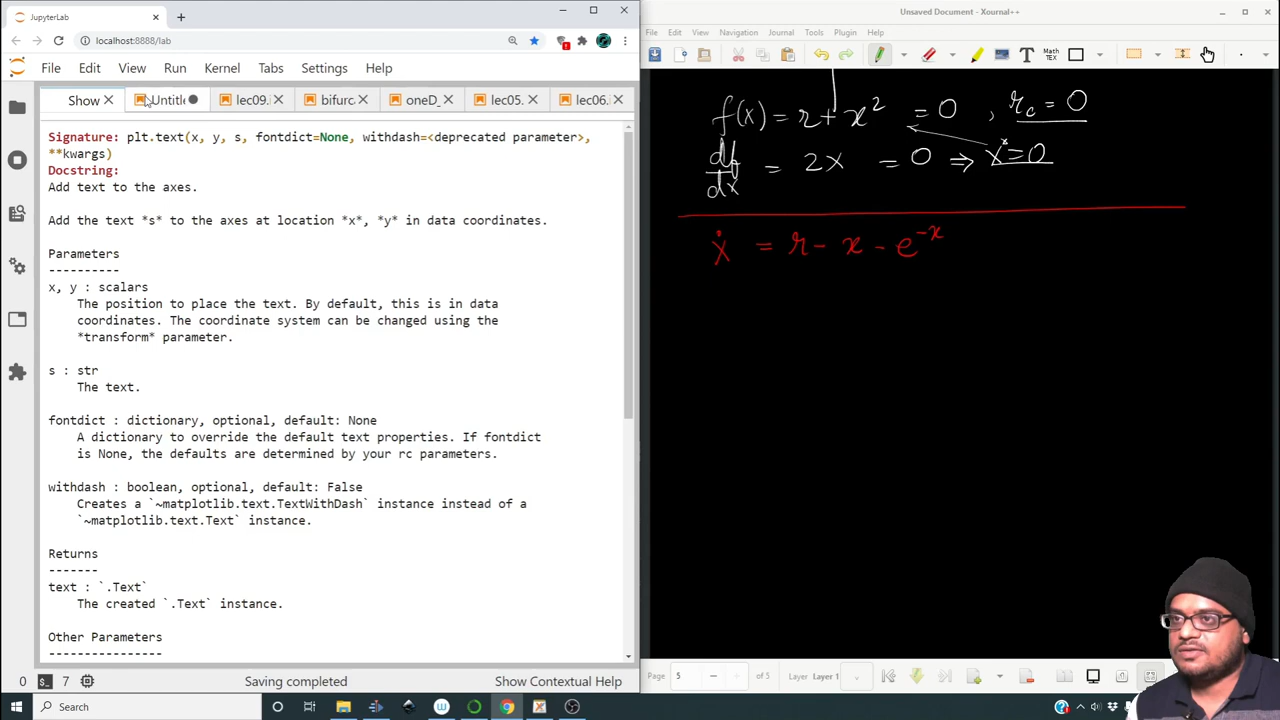 JupyterLab
localhost:8888/lab
File Edit View Run Kernel Tabs Settings Help
Show Untitle lec09.i bifurc. oneD_ lec05. lec06.i
Signature: plt.text(x, y, s, fontdict=None, withdash=<deprecated parameter>,
**kwargs)
Docstring:
Add text to the axes.
Add the text *s* to the axes at location *x*, *y* in data coordinates.
Parameters
----------
x, y : scalars
The position to place the text. By default, this is in data
coordinates. The coordinate system can be changed using the
*transform* parameter.
s : str
The text.
fontdict : dictionary, optional, default: None
A dictionary to override the default text properties. If fontdict
is None, the defaults are determined by your rc parameters.
withdash : boolean, optional, default: False
Creates a `~matplotlib.text.TextWithDash` instance instead of a
`~matplotlib.text.Text` instance.
Returns
-------
text : `.Text`
The created `.Text` instance.
Other Parameters
----------------
0 7 Saving completed Show Contextual Help
Unsaved Document - Xournal++
File Edit View Navigation Journal Tools Plugin Help
Math
TEX
f(x) = r + x² = 0 , r_c = 0
df/dx = 2x = 0 ⇒ x* = 0
ẋ = r - x - e^{-x}
Page 5 of 5 Layer Layer 1
Search